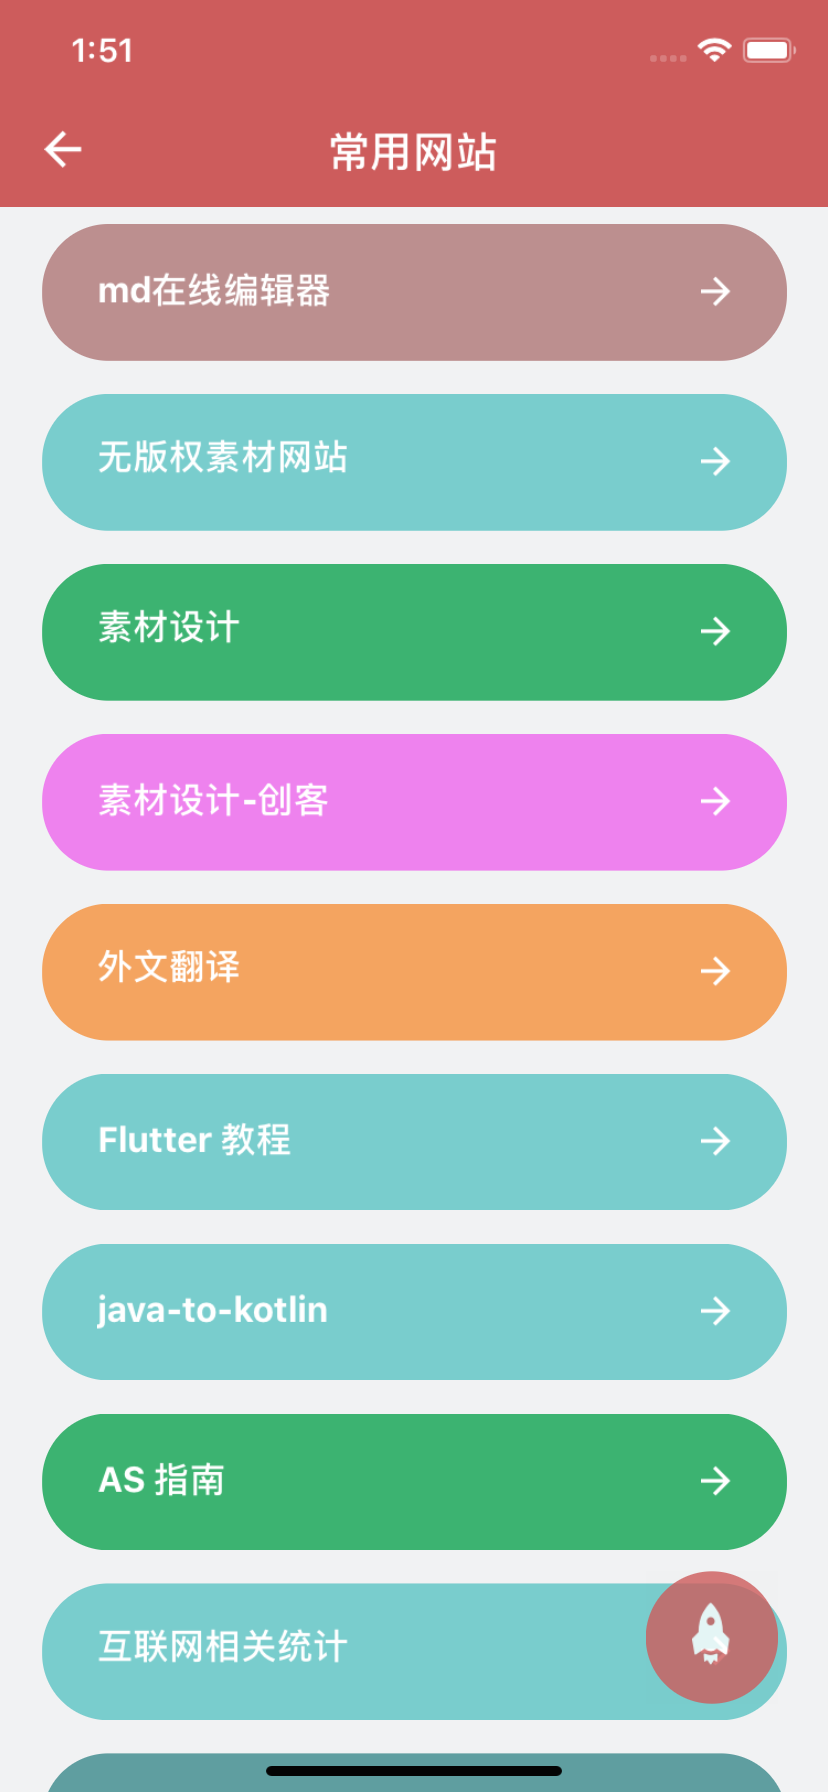 1:51
常用网站
md在线编辑器
无版权素材网站
素材设计
素材设计-创客
外文翻译
Flutter 教程
java-to-kotlin
AS 指南
互联网相关统计